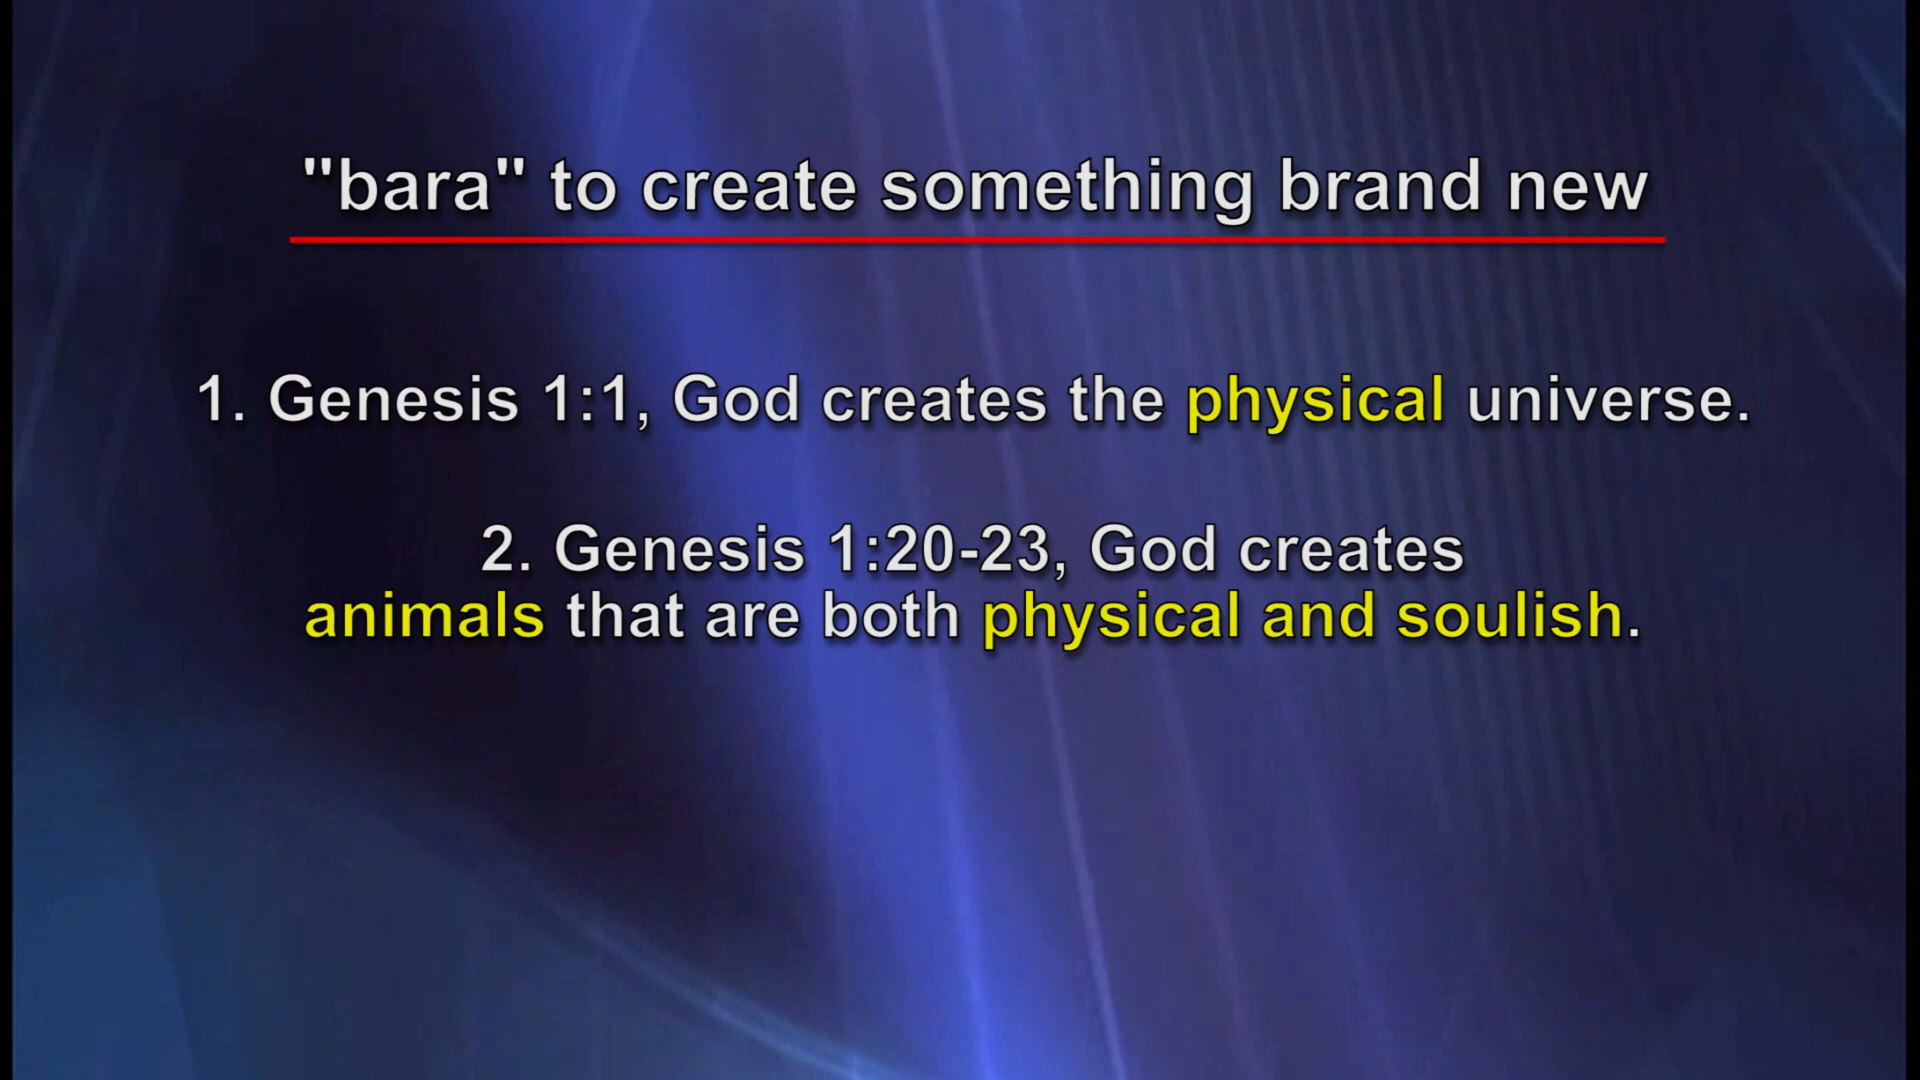 "bara" to create something brand new
1. Genesis 1:1, God creates the physical universe.
2. Genesis 1:20-23, God creates
animals that are both physical and soulish.